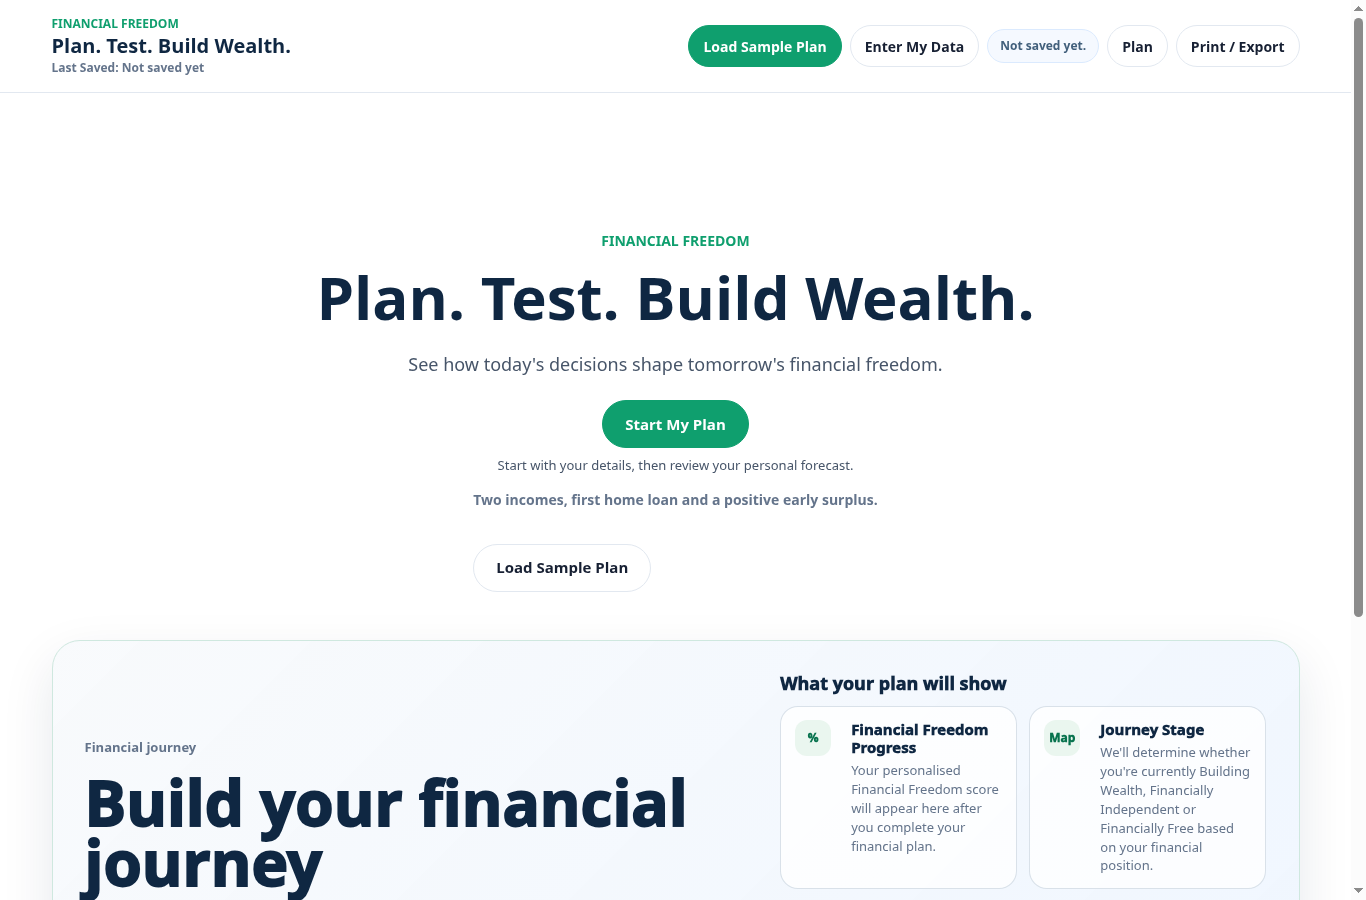 FINANCIAL FREEDOM
Plan. Test. Build Wealth.
Last Saved: Not saved yet
Load Sample Plan
Enter My Data
Not saved yet.
Plan
Print / Export
FINANCIAL FREEDOM
Plan. Test. Build Wealth.
See how today's decisions shape tomorrow's financial freedom.
Start My Plan
Start with your details, then review your personal forecast.
Two incomes, first home loan and a positive early surplus.
Load Sample Plan
Financial journey
Build your financial
journey
What your plan will show
%
Financial Freedom
Progress
Your personalised
Financial Freedom score
will appear here after
you complete your
financial plan.
Map
Journey Stage
We'll determine whether
you're currently Building
Wealth, Financially
Independent or
Financially Free based
on your financial
position.